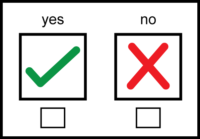 yes no